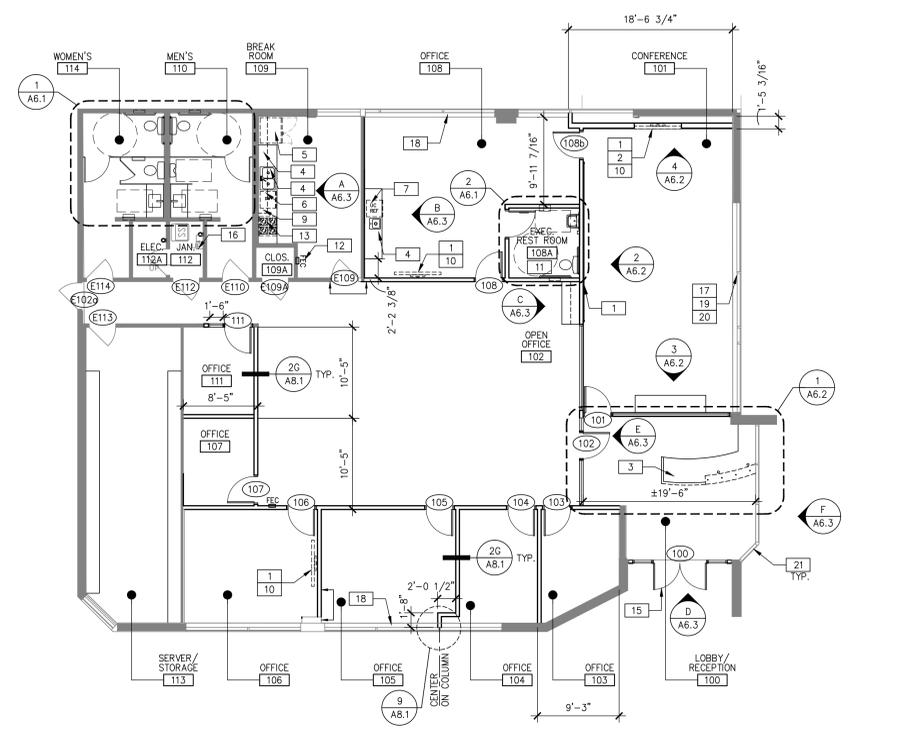 18'-6 3/4"
WOMEN'S
114
MEN'S
110
BREAK
ROOM
109
OFFICE
108
CONFERENCE
101
1'-5 3/16"
1
A6.1
18
108b
1
2
10
4
A6.2
5
4
4
6
9
13
A
A6.3
7
2
A6.1
9'-11 7/16"
B
A6.3
EXEC.
REST ROOM
108A
11
2
A6.2
16
ELEC.
112A
JAN.
112
12
FEC
CLOS.
109A
4
1
10
17
19
20
E114
E112
E110
E109A
E109
108
E102a
E113
1'-6"
111
2'-2 3/8"
C
A6.3
1
OPEN
OFFICE
102
3
A6.2
OFFICE
111
8'-5"
2G
A8.1
TYP.
10'-5"
1
A6.2
101
OFFICE
107
102
E
A6.3
3
10'-5"
±19'-6"
107
FEC
106
105
104
103
F
A6.3
1
10
2G
A8.1
TYP.
100
21
TYP.
2'-0 1/2"
1'-8"
18
15
D
A6.3
SERVER/
STORAGE
113
OFFICE
106
OFFICE
105
CENTER
ON COLUMN
OFFICE
104
OFFICE
103
LOBBY/
RECEPTION
100
9
A8.1
9'-3"